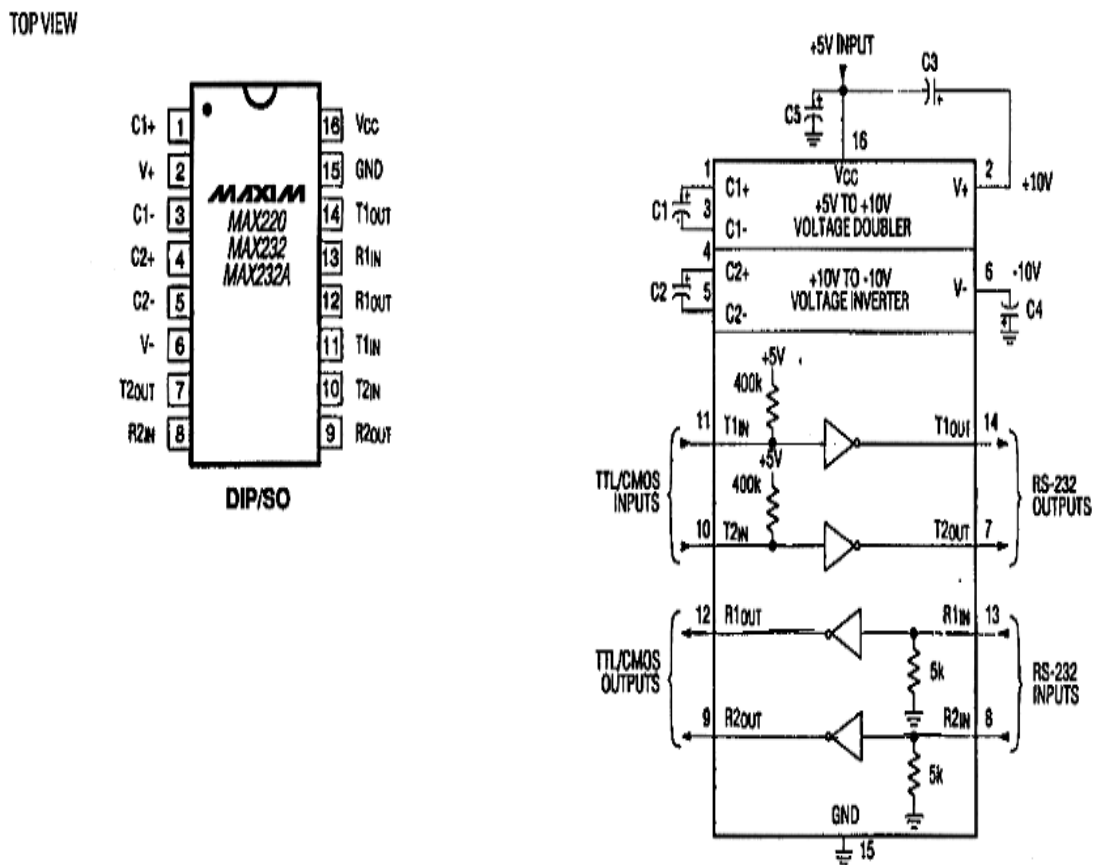 TOP VIEW
C1+ 1
V+ 2
C1- 3
C2+ 4
C2- 5
V- 6
T2OUT 7
R2IN 8
16 VCC
15 GND
14 T1OUT
13 R1IN
12 R1OUT
11 T1IN
10 T2IN
9 R2OUT
MAXIM
MAX220
MAX232
MAX232A
DIP/SO
+5V INPUT
C3
+
C5
+
16
1
VCC
2
C1+
+5V TO +10V
V+
+10V
C1
+
3
C1-
VOLTAGE DOUBLER
4
C2+
+10V TO -10V
6
-10V
C2
+
5
V-
C2-
VOLTAGE INVERTER
C4
+
+5V
400k
11
T1IN
T1OUT
14
+5V
TTL/CMOS
INPUTS
400k
RS-232
OUTPUTS
10
T2IN
T2OUT
7
12
R1OUT
R1IN
13
TTL/CMOS
OUTPUTS
5k
RS-232
INPUTS
9
R2OUT
R2IN
8
5k
GND
15